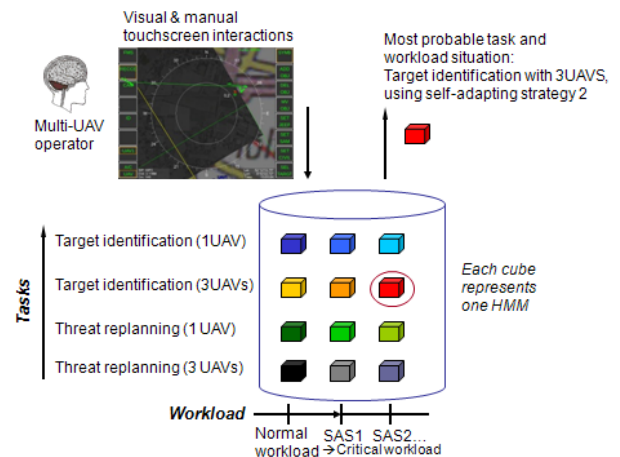 Visual & manual
touchscreen interactions
Most probable task and
workload situation:
Target identification with 3UAVS,
using self-adapting strategy 2
Multi-UAV
operator
Target identification (1UAV)
Target identification (3UAVs)
Threat replanning (1 UAV)
Threat replanning (3 UAVs)
Tasks
Each cube
represents
one HMM
Workload
Normal
workload
SAS1 SAS2...
→Critical workload